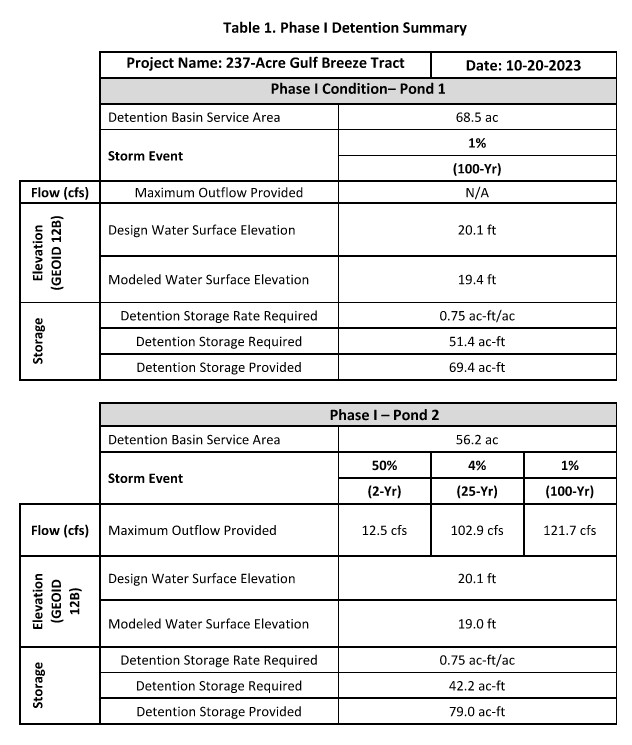 Table 1. Phase I Detention Summary
Project Name: 237-Acre Gulf Breeze Tract Date: 10-20-2023
Phase I Condition– Pond 1
Detention Basin Service Area 68.5 ac
Storm Event 1%
(100-Yr)
Flow (cfs) Maximum Outflow Provided N/A
Elevation
(GEOID 12B)
Design Water Surface Elevation 20.1 ft
Modeled Water Surface Elevation 19.4 ft
Storage
Detention Storage Rate Required 0.75 ac-ft/ac
Detention Storage Required 51.4 ac-ft
Detention Storage Provided 69.4 ac-ft
Phase I – Pond 2
Detention Basin Service Area 56.2 ac
Storm Event 50% 4% 1%
(2-Yr) (25-Yr) (100-Yr)
Flow (cfs) Maximum Outflow Provided 12.5 cfs 102.9 cfs 121.7 cfs
Elevation
(GEOID
12B)
Design Water Surface Elevation 20.1 ft
Modeled Water Surface Elevation 19.0 ft
Storage
Detention Storage Rate Required 0.75 ac-ft/ac
Detention Storage Required 42.2 ac-ft
Detention Storage Provided 79.0 ac-ft